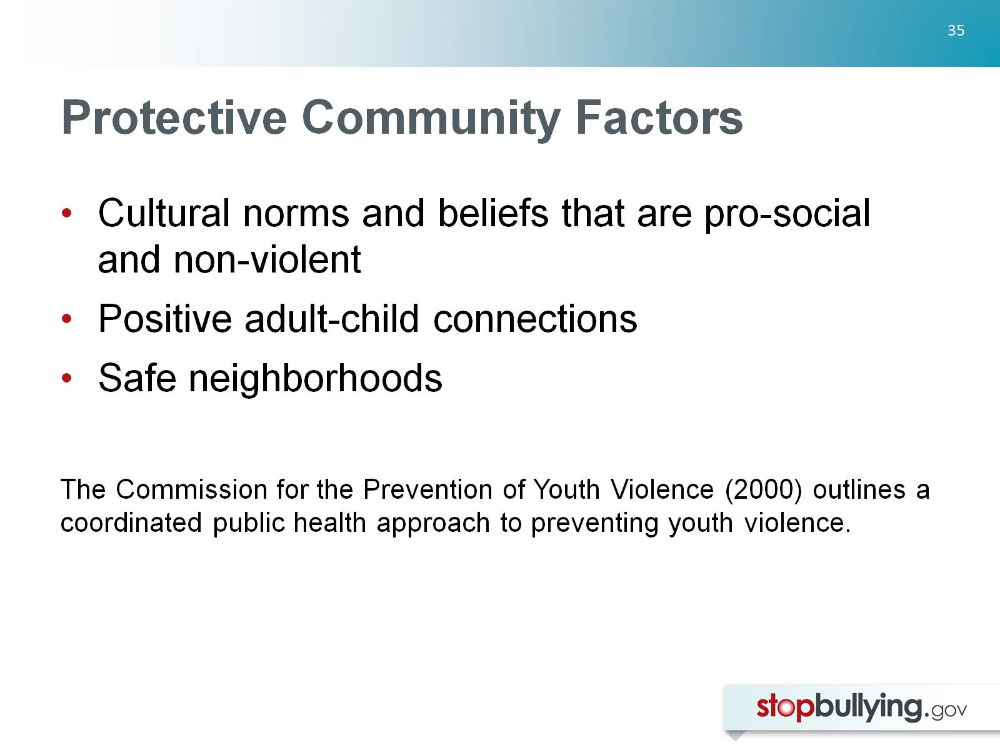 35
Protective Community Factors
• Cultural norms and beliefs that are pro-social
and non-violent
• Positive adult-child connections
• Safe neighborhoods
The Commission for the Prevention of Youth Violence (2000) outlines a
coordinated public health approach to preventing youth violence.
stopbullying.gov